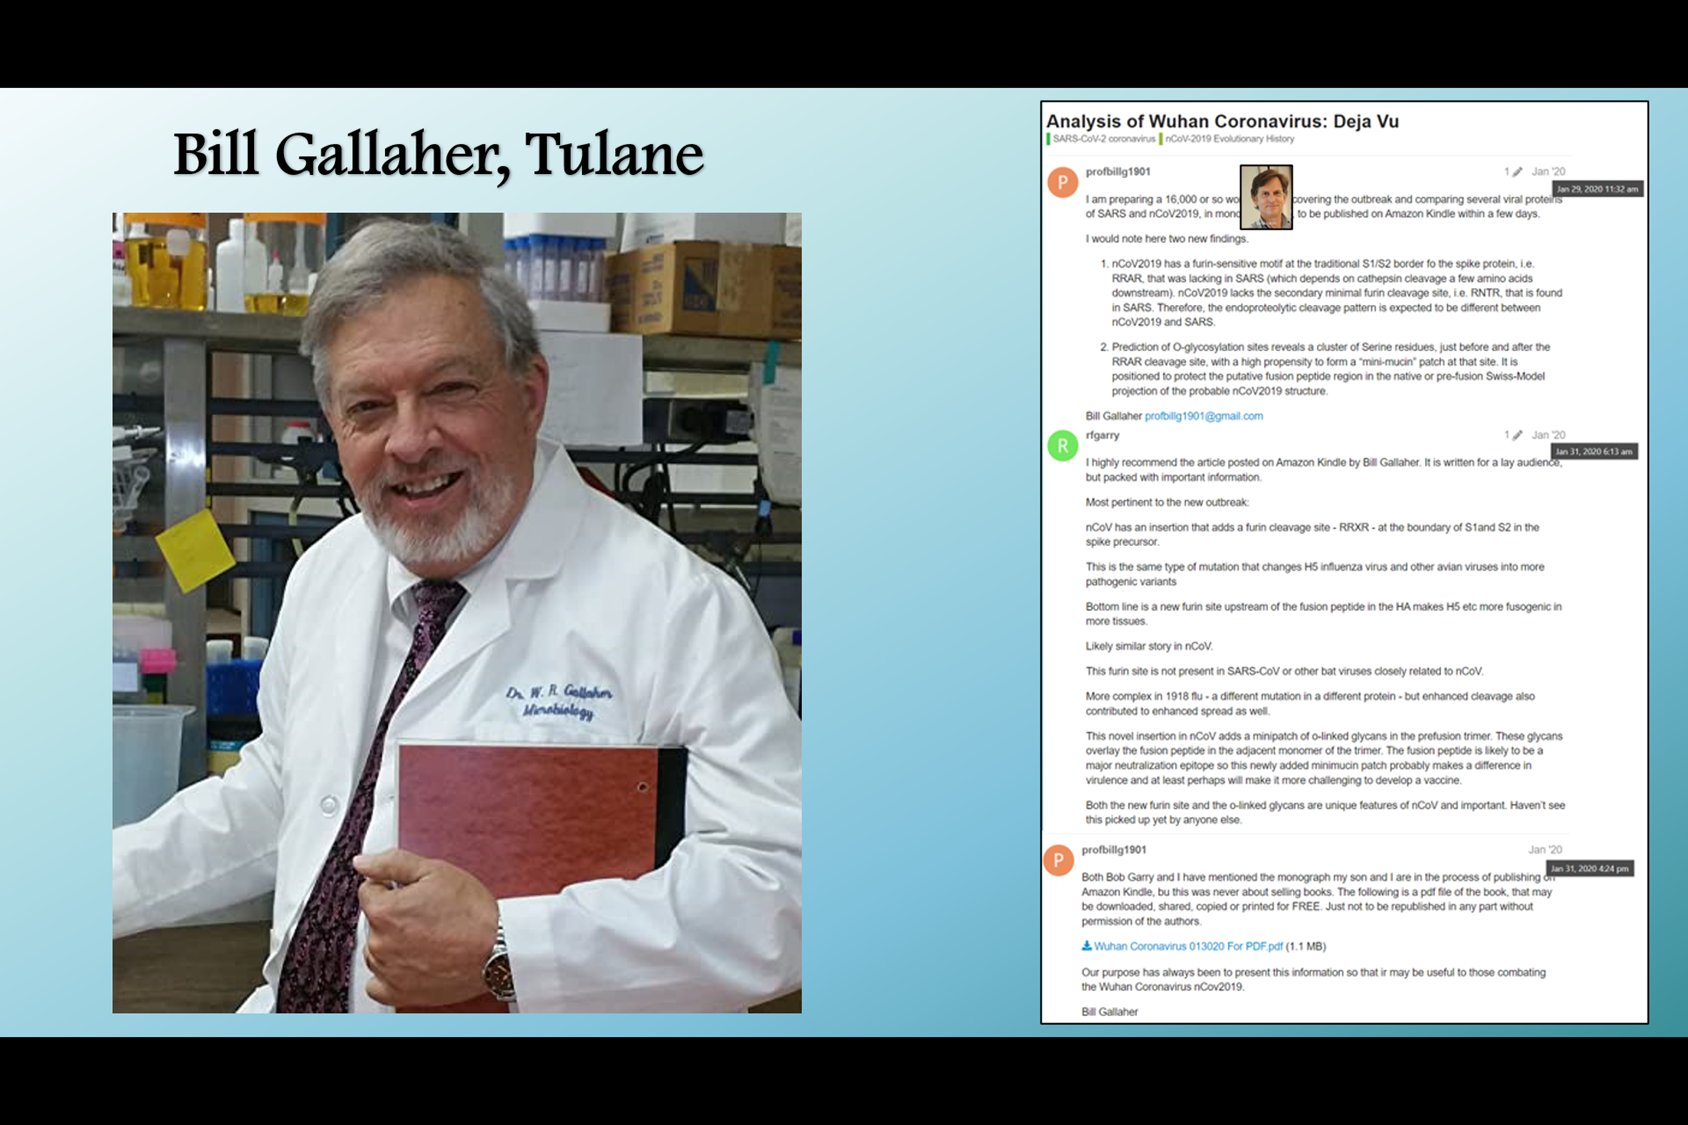 Bill Gallaher, Tulane
Dr. W. R. Gallaher
Microbiology
Analysis of Wuhan Coronavirus: Deja Vu
SARS-CoV-2 coronavirus nCoV-2019 Evolutionary History
P
profbillg1901
1 Jan '20
Jan 29, 2020 11:32 am
I am preparing a 16,000 or so covering the outbreak and comparing several viral proteins
of SARS and nCoV2019, in to be published on Amazon Kindle within a few days.
I would note here two new findings.
1. nCoV2019 has a furin-sensitive motif at the traditional S1/S2 border fo the spike protein, i.e.
RRAR, that was lacking in SARS (which depends on cathepsin cleavage a few amino acids
downstream). nCoV2019 lacks the secondary minimal furin cleavage site, i.e. RNTR, that is found
in SARS. Therefore, the endoproteolytic cleavage pattern is expected to be different between
nCoV2019 and SARS.
2. Prediction of O-glycosylation sites reveals a cluster of Serine residues, just before and after the
RRAR cleavage site, with a high propensity to form a "mini-mucin" patch at that site. It is
positioned to protect the putative fusion peptide region in the native or pre-fusion Swiss-Model
projection of the probable nCoV2019 structure.
Bill Gallaher profbillg1901@gmail.com
R
rfgarry
1 Jan '20
Jan 31, 2020 6:13 am
I highly recommend the article posted on Amazon Kindle by Bill Gallaher. It is written for a lay audience,
but packed with important information.
Most pertinent to the new outbreak:
nCoV has an insertion that adds a furin cleavage site - RRXR - at the boundary of S1and S2 in the
spike precursor.
This is the same type of mutation that changes H5 influenza virus and other avian viruses into more
pathogenic variants
Bottom line is a new furin site upstream of the fusion peptide in the HA makes H5 etc more fusogenic in
more tissues.
Likely similar story in nCoV.
This furin site is not present in SARS-CoV or other bat viruses closely related to nCoV.
More complex in 1918 flu - a different mutation in a different protein - but enhanced cleavage also
contributed to enhanced spread as well.
This novel insertion in nCoV adds a minipatch of o-linked glycans in the prefusion trimer. These glycans
overlay the fusion peptide in the adjacent monomer of the trimer. The fusion peptide is likely to be a
major neutralization epitope so this newly added minimucin patch probably makes a difference in
virulence and at least perhaps will make it more challenging to develop a vaccine.
Both the new furin site and the o-linked glycans are unique features of nCoV and important. Haven't see
this picked up yet by anyone else.
P
profbillg1901
Jan '20
Jan 31, 2020 4:24 pm
Both Bob Garry and I have mentioned the monograph my son and I are in the process of publishing on
Amazon Kindle, bu this was never about selling books. The following is a pdf file of the book, that may
be downloaded, shared, copied or printed for FREE. Just not to be republished in any part without
permission of the authors.
Wuhan Coronavirus 013020 For PDF.pdf (1.1 MB)
Our purpose has always been to present this information so that ir may be useful to those combating
the Wuhan Coronavirus nCov2019.
Bill Gallaher